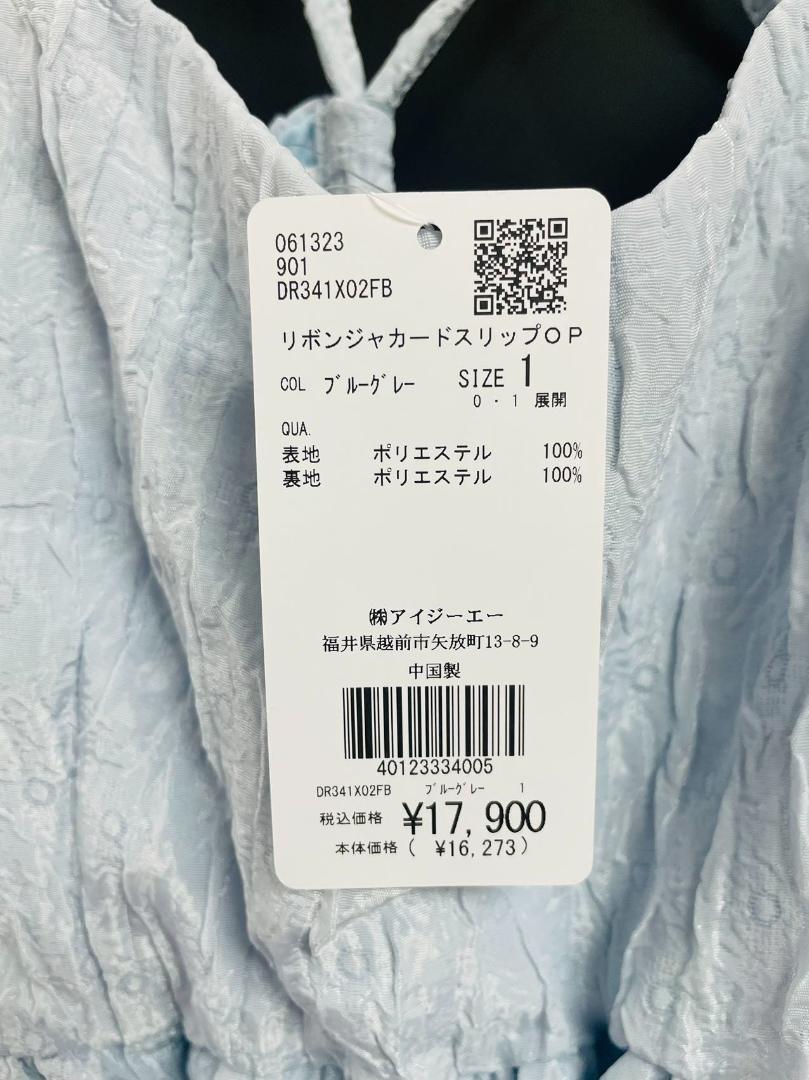 061323
901
DR341X02FB
リボンジャカードスリップOP
COL ブルーグレー SIZE 1
0・1 展開
QUA.
表地 ポリエステル 100%
裏地 ポリエステル 100%
㈱アイジーエー
福井県越前市矢放町13-8-9
中国製
40123334005
DR341X02FB ブルーグレー 1
税込価格 ¥17,900
本体価格( ¥16,273)